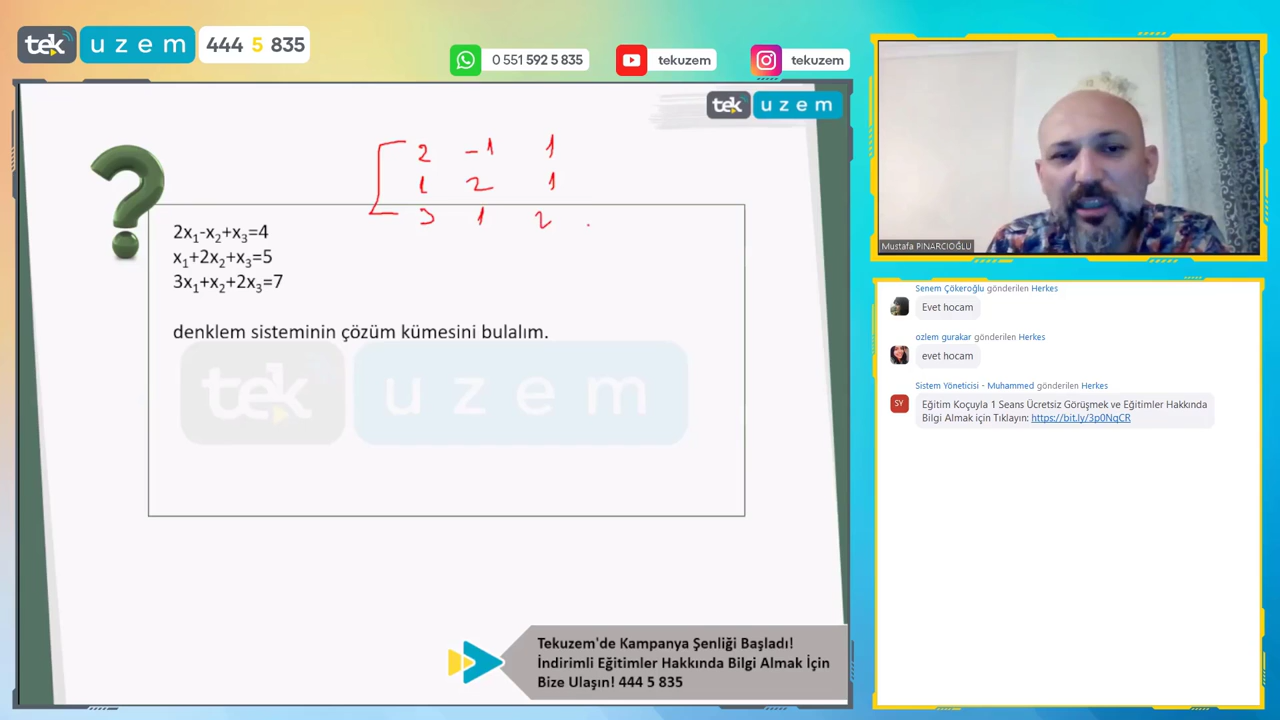 tek uzem 444 5 835
0 551 592 5 835
tekuzem
tekuzem
tek uzem
2 -1 1
1 2 1
3 1 2
2x₁-x₂+x₃=4
x₁+2x₂+x₃=5
3x₁+x₂+2x₃=7
denklem sisteminin çözüm kümesini bulalım.
tek uzem
Tekuzem'de Kampanya Şenliği Başladı!
İndirimli Eğitimler Hakkında Bilgi Almak İçin
Bize Ulaşın! 444 5 835
Mustafa PINARCIOĞLU
Senem Çökeroğlu gönderilen Herkes
Evet hocam
ozlem gurakar gönderilen Herkes
evet hocam
Sistem Yöneticisi - Muhammed gönderilen Herkes
SY
Eğitim Koçuyla 1 Seans Ücretsiz Görüşmek ve Eğitimler Hakkında
Bilgi Almak için Tıklayın: https://bit.ly/3p0NqCR